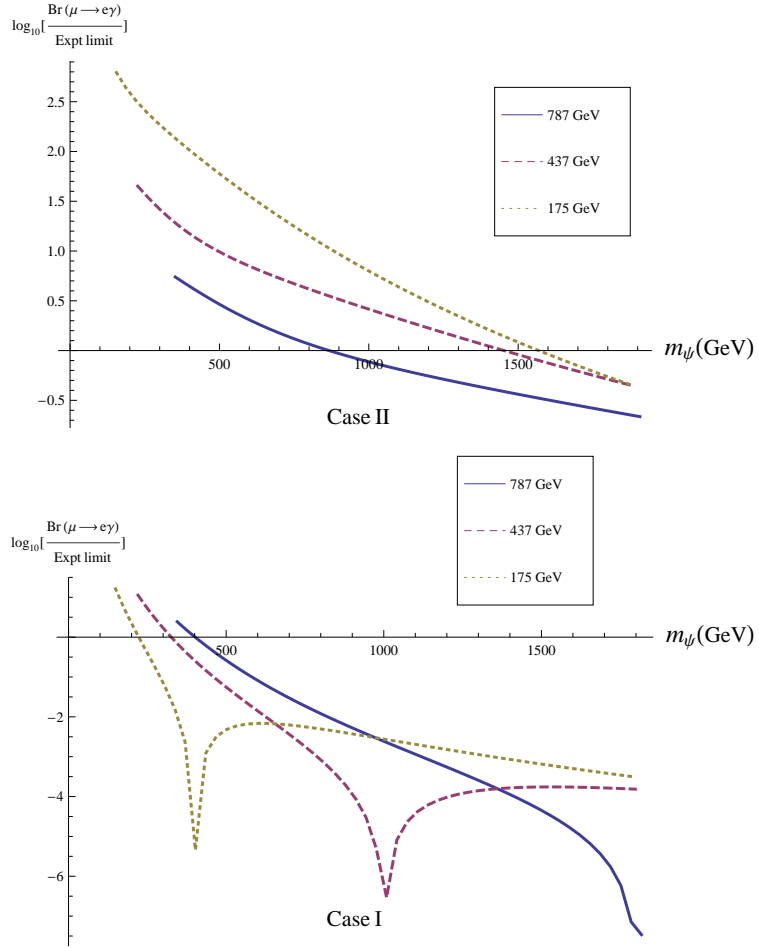 log₁₀[ Br (μ ⟶ eγ) / Expt limit ]
2.5
2.0
1.5
1.0
0.5
−0.5
500
1000
1500
m_ψ(GeV)
787 GeV
437 GeV
175 GeV
Case II
787 GeV
437 GeV
175 GeV
log₁₀[ Br (μ ⟶ eγ) / Expt limit ]
500
1000
1500
m_ψ(GeV)
−2
−4
−6
Case I